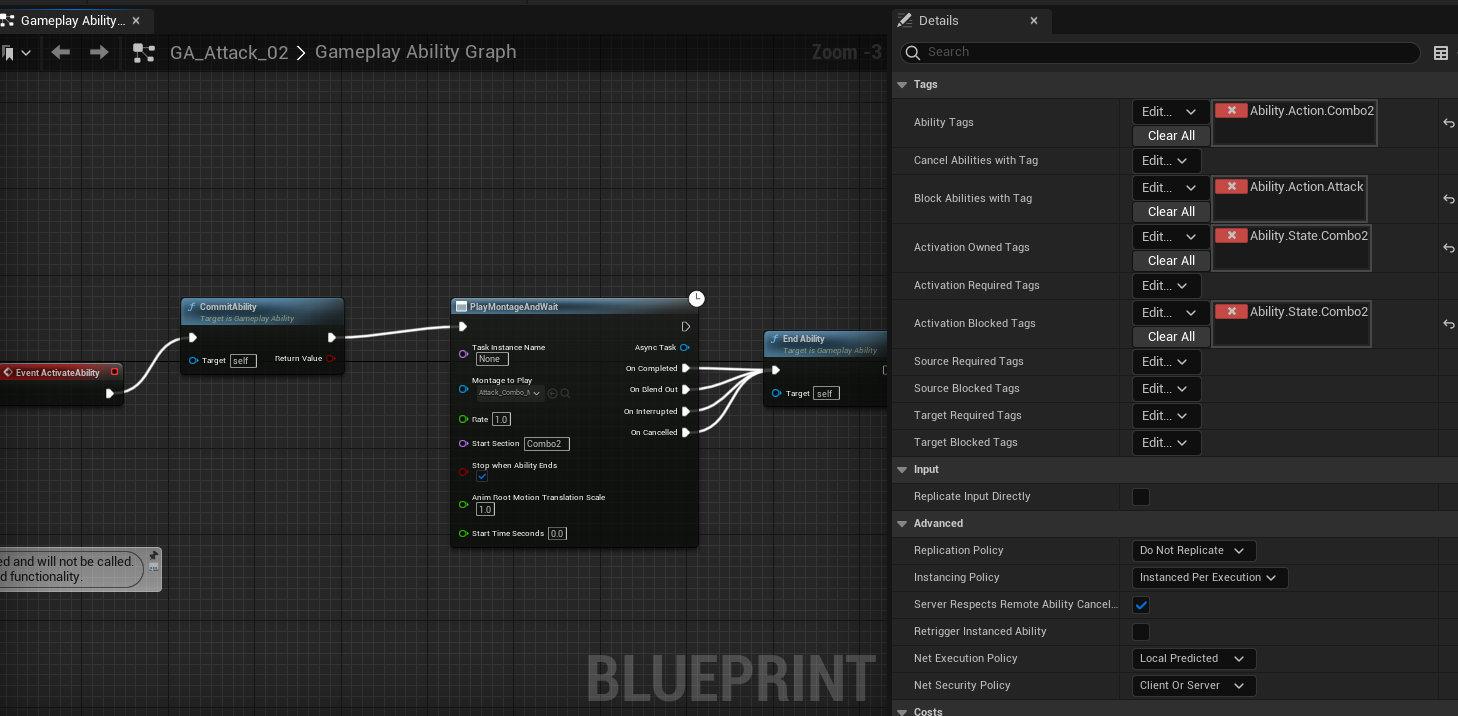 Gameplay Ability...
GA_Attack_02 > Gameplay Ability Graph
Zoom -3
CommitAbility
Target is Gameplay Ability
Target self
Return Value
Event ActivateAbility
PlayMontageAndWait
Task Instance Name
None
Async Task
On Completed
Montage to Play
On Blend Out
On Interrupted
Rate 1.0
On Cancelled
Start Section Combo2
Stop when Ability Ends
Anim Root Motion Translation Scale
1.0
Start Time Seconds 0.0
End Ability
Target is Gameplay Ability
Target self
ed and will not be called.
d functionality.
BLUEPRINT
Details
Search
Tags
Ability Tags Edit... Ability.Action.Combo2
Clear All
Cancel Abilities with Tag Edit...
Block Abilities with Tag Edit... Ability.Action.Attack
Clear All
Activation Owned Tags Edit... Ability.State.Combo2
Clear All
Activation Required Tags Edit...
Activation Blocked Tags Edit... Ability.State.Combo2
Clear All
Source Required Tags Edit...
Source Blocked Tags Edit...
Target Required Tags Edit...
Target Blocked Tags Edit...
Input
Replicate Input Directly
Advanced
Replication Policy Do Not Replicate
Instancing Policy Instanced Per Execution
Server Respects Remote Ability Cancel...
Retrigger Instanced Ability
Net Execution Policy Local Predicted
Net Security Policy Client Or Server
Costs